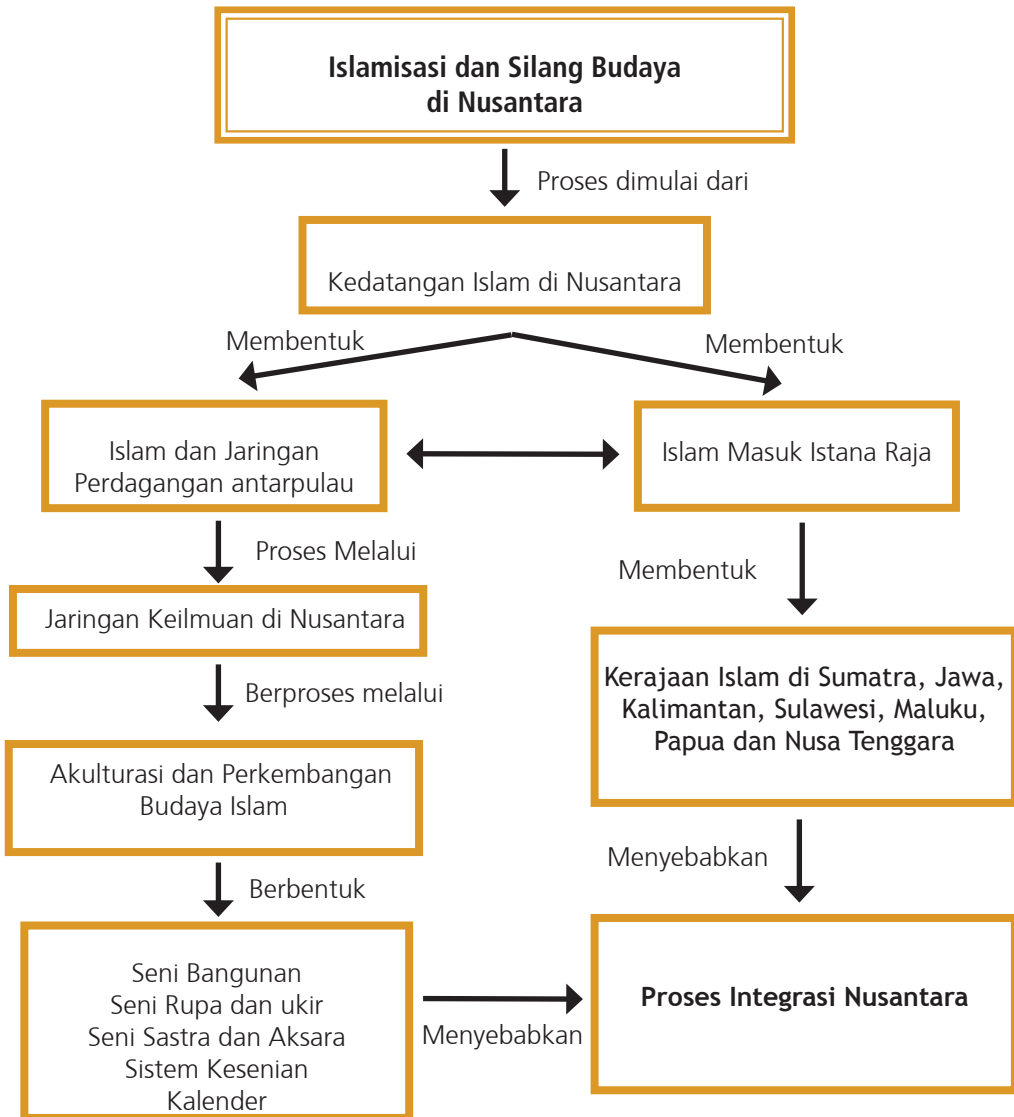 Islamisasi dan Silang Budaya
di Nusantara
Proses dimulai dari
Kedatangan Islam di Nusantara
Membentuk
Membentuk
Islam dan Jaringan
Perdagangan antarpulau
Islam Masuk Istana Raja
Proses Melalui
Membentuk
Jaringan Keilmuan di Nusantara
Berproses melalui
Kerajaan Islam di Sumatra, Jawa,
Kalimantan, Sulawesi, Maluku,
Papua dan Nusa Tenggara
Akulturasi dan Perkembangan
Budaya Islam
Menyebabkan
Berbentuk
Seni Bangunan
Seni Rupa dan ukir
Seni Sastra dan Aksara
Sistem Kesenian
Kalender
Menyebabkan
Proses Integrasi Nusantara